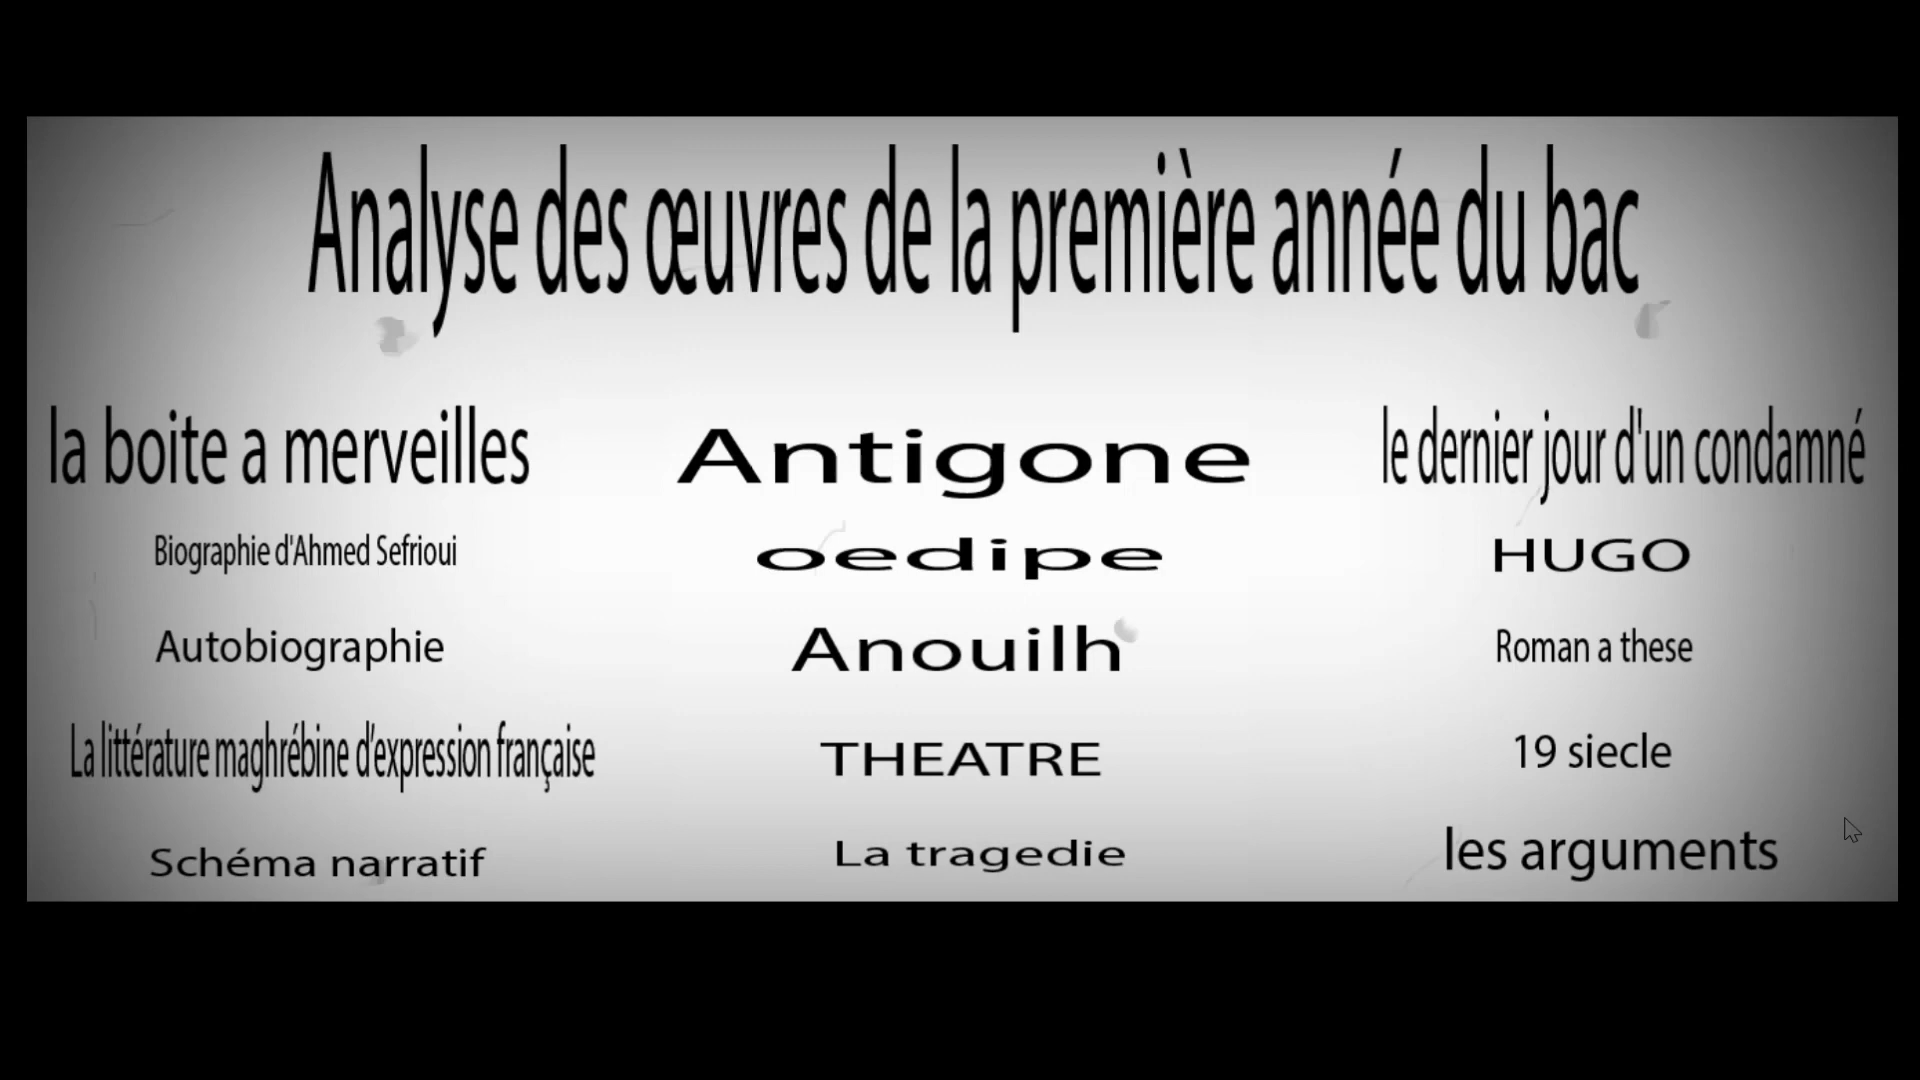 Analyse des œuvres de la première année du bac
la boite a merveilles
Biographie d'Ahmed Sefrioui
Autobiographie
La littérature maghrébine d’expression française
Schéma narratif
Antigone
oedipe
Anouilh
THEATRE
La tragedie
le dernier jour d'un condamné
HUGO
Roman a these
19 siecle
les arguments